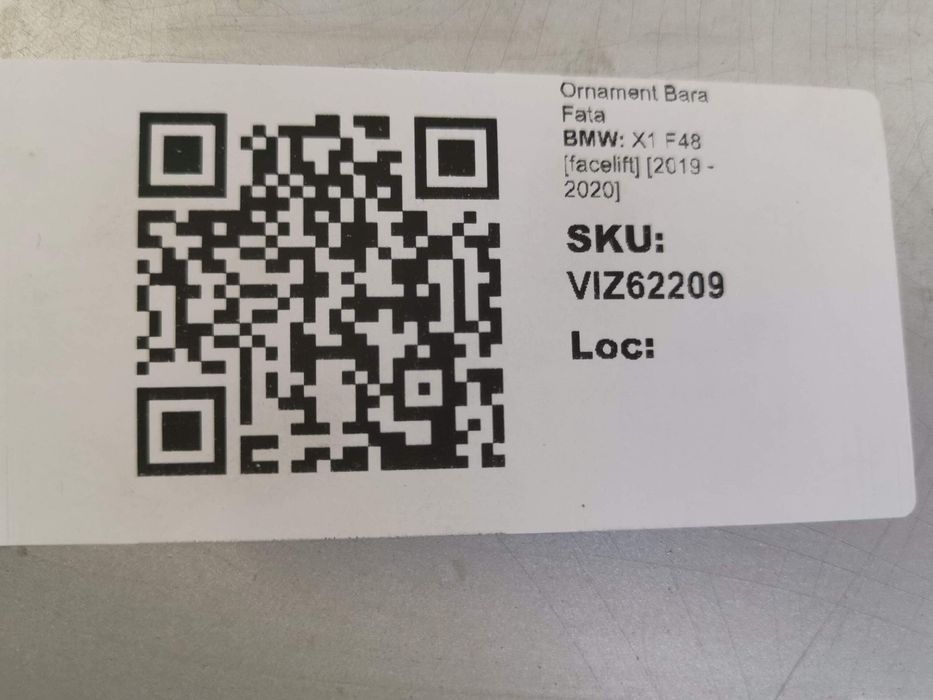 Ornament Bara
Fata
BMW: X1 F48
[facelift] [2019 -
2020]
SKU:
VIZ62209
Loc: